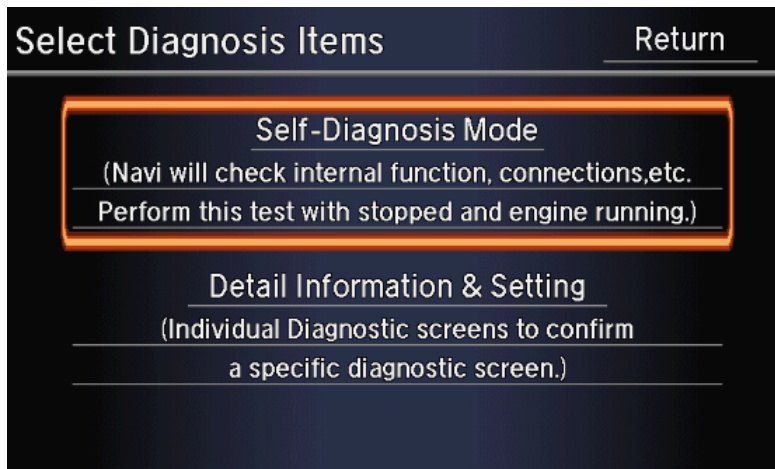 Select Diagnosis Items
Return
Self-Diagnosis Mode
(Navi will check internal function, connections,etc.
Perform this test with stopped and engine running.)
Detail Information & Setting
(Individual Diagnostic screens to confirm
a specific diagnostic screen.)